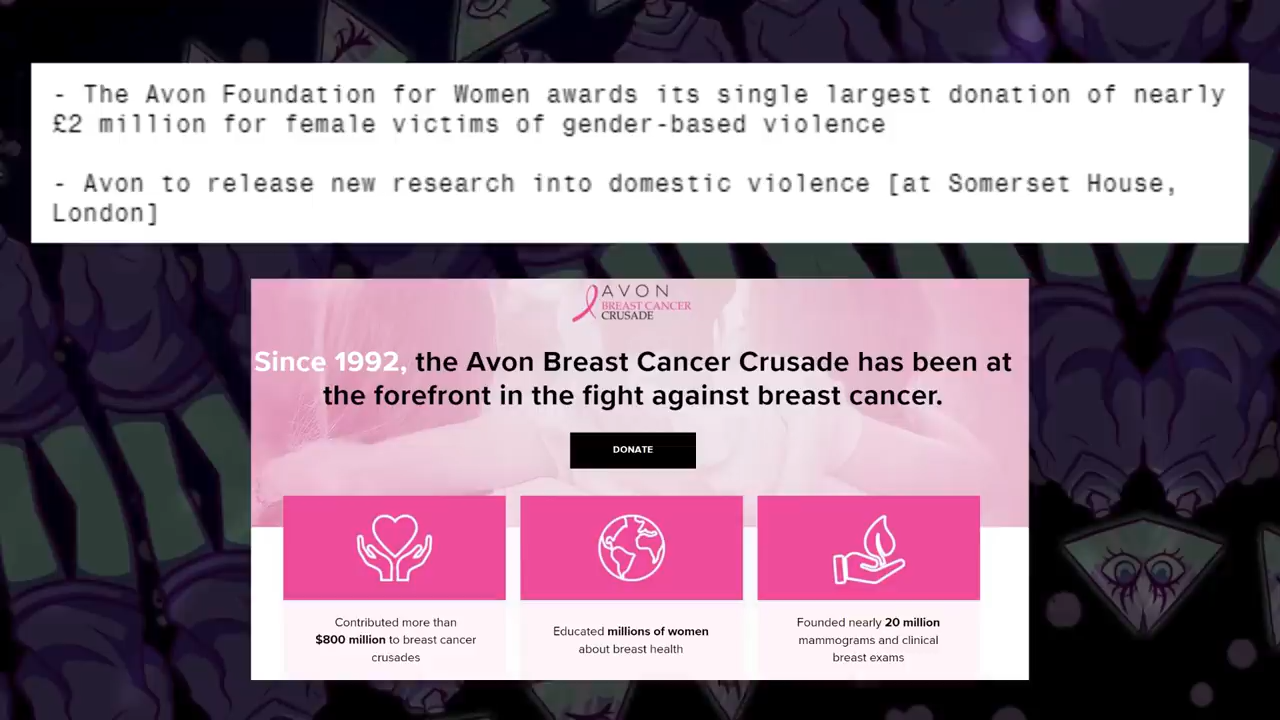 - The Avon Foundation for Women awards its single largest donation of nearly
£2 million for female victims of gender-based violence
- Avon to release new research into domestic violence [at Somerset House,
London]
AVON
BREAST CANCER
CRUSADE
Since 1992, the Avon Breast Cancer Crusade has been at
the forefront in the fight against breast cancer.
DONATE
Contributed more than
$800 million to breast cancer
crusades
Educated millions of women
about breast health
Founded nearly 20 million
mammograms and clinical
breast exams